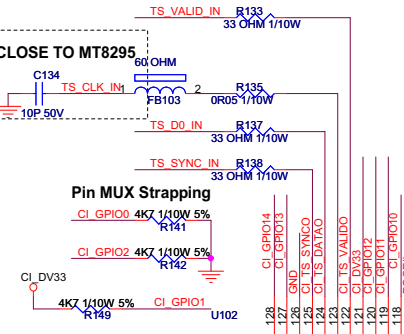 TS_VALID_IN R133
33 OHM 1/10W
CLOSE TO MT8295
60 OHM
C134
TS_CLK_IN 1 2 R135
FB103 0R05 1/10W
10P 50V
TS_D0_IN R137
33 OHM 1/10W
TS_SYNC_IN R138
33 OHM 1/10W
Pin MUX Strapping
CI_GPIO0 4K7 1/10W 5%
R141
CI_GPIO2 4K7 1/10W 5%
R142
CI_DV33
4K7 1/10W 5% CI_GPIO1
R149 U102
128 CI_GPIO14
127 CI_GPIO13
126 GND
125 CI_TS_SYNCO
124 CI_TS_DATAO
123 CI_TS_VALIDO
122 CI_DV33
121 CI_GPIO12
120 CI_GPIO11
119 CI_GPIO10
118